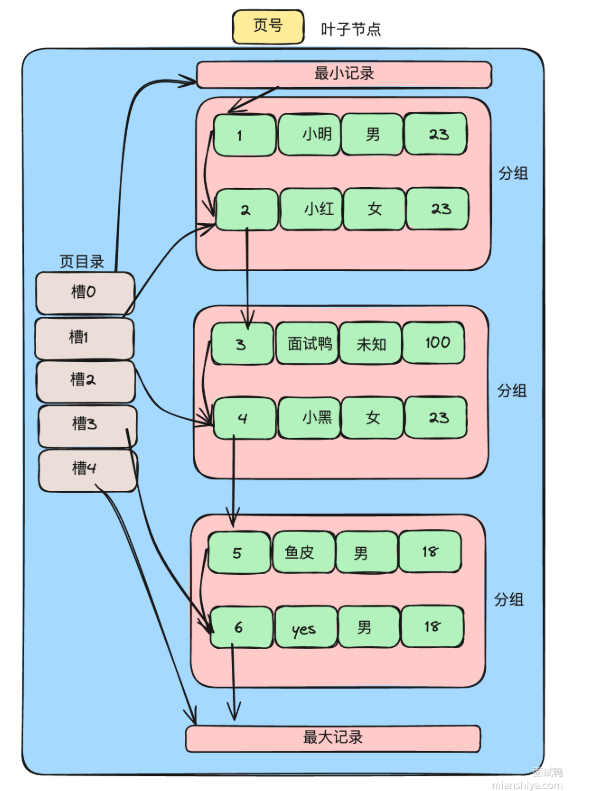 页号
叶子节点
最小记录
1 小明 男 23
分组
2 小红 女 23
页目录
槽0
槽1
3 面试鸭 未知 100
槽2
分组
槽3
4 小黑 女 23
槽4
5 鱼皮 男 18
分组
6 yes 男 18
最大记录
面试鸭
mianshiya.com